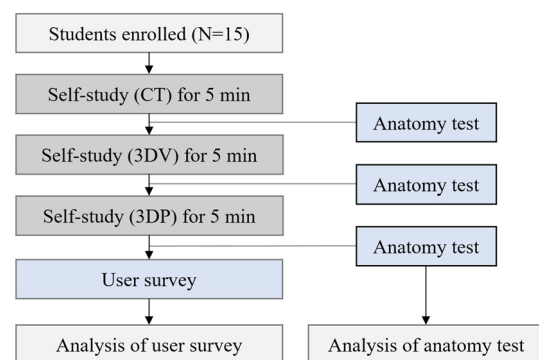 Students enrolled (N=15)
Self-study (CT) for 5 min
Anatomy test
Self-study (3DV) for 5 min
Anatomy test
Self-study (3DP) for 5 min
Anatomy test
User survey
Analysis of user survey
Analysis of anatomy test